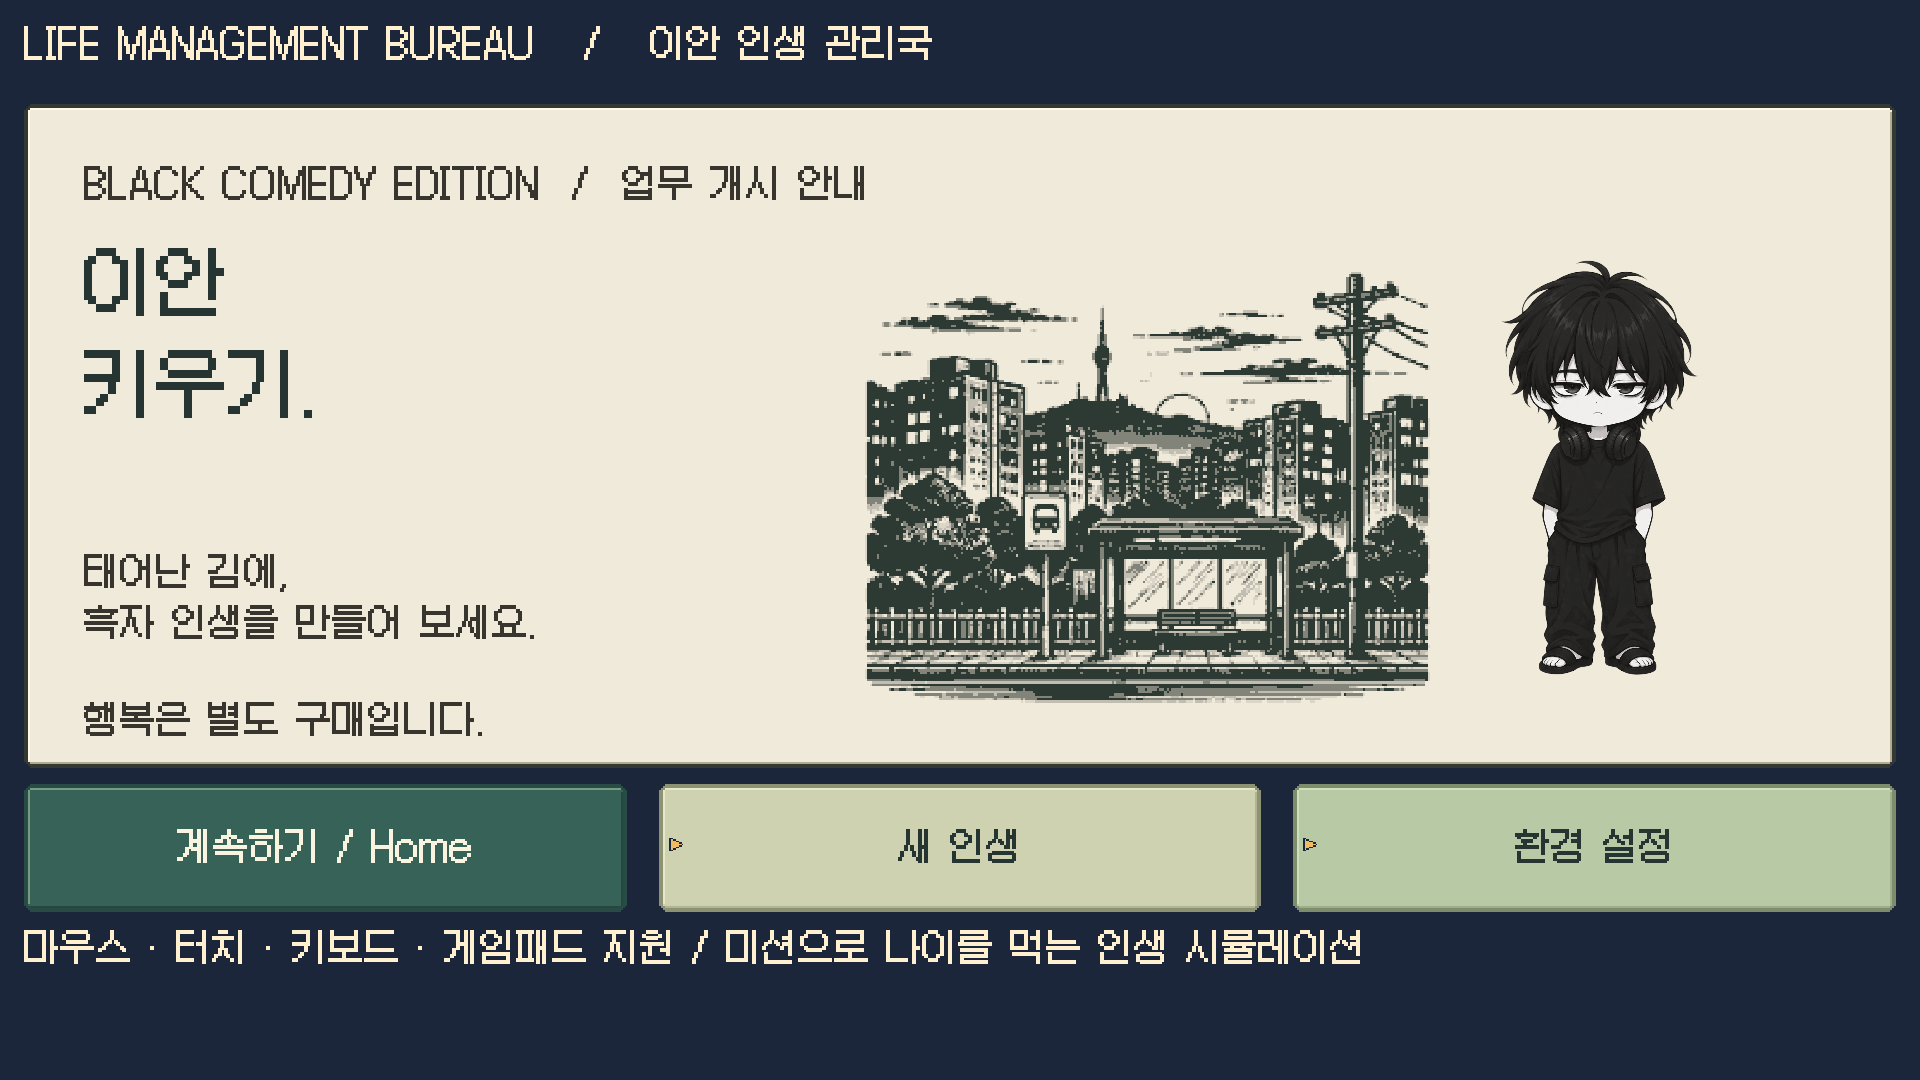 LIFE MANAGEMENT BUREAU / 이안 인생 관리국
BLACK COMEDY EDITION / 업무 개시 안내
이안
키우기.
태어난 김에,
흑자 인생을 만들어 보세요.
행복은 별도 구매입니다.
계속하기 / Home
새 인생
환경 설정
마우스 · 터치 · 키보드 · 게임패드 지원 / 미션으로 나이를 먹는 인생 시뮬레이션